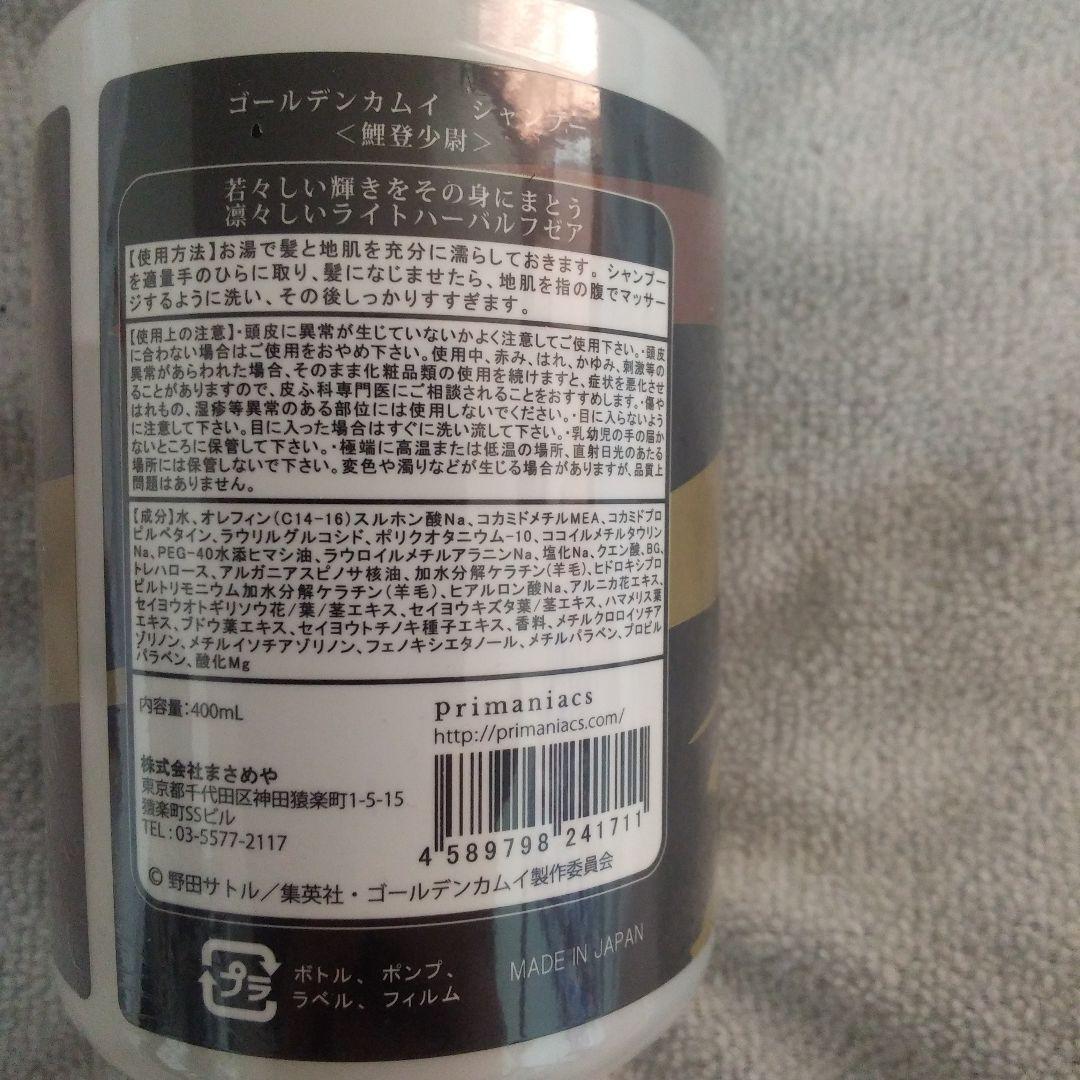 ゴールデンカムイ シャンプー
＜鯉登少尉＞
若々しい輝きをその身にまとう
凛々しいライトハーバルフゼア
【使用方法】お湯で髪と地肌を充分に濡らしておきます。シャンプー
を適量手のひらに取り、髪になじませたら、地肌を指の腹でマッサー
ジするように洗い、その後しっかりすすぎます。
【使用上の注意】・頭皮に異常が生じていないかよく注意してご使用下さい。・頭皮
に合わない場合はご使用をおやめ下さい。使用中、赤み、はれ、かゆみ、刺激等の
異常があらわれた場合、そのまま化粧品類の使用を続けますと、症状を悪化させ
ることがありますので、皮ふ科専門医にご相談されることをおすすめします。・傷や
はれもの、湿疹等異常のある部位には使用しないでください。・目に入らないよう
に注意して下さい。目に入った場合はすぐに洗い流して下さい。・乳幼児の手の届か
ないところに保管して下さい。・極端に高温または低温の場所、直射日光のあたる
場所には保管しないで下さい。変色や濁りなどが生じる場合がありますが、品質上
問題はありません。
【成分】水、オレフィン(C14-16)スルホン酸Na、コカミドメチルMEA、コカミドプロ
ピルベタイン、ラウリルグルコシド、ポリクオタニウム-10、ココイルメチルタウリン
Na、PEG-40水添ヒマシ油、ラウロイルメチルアラニンNa、塩化Na、クエン酸、BG、
トレハロース、アルガニアスピノサ核油、加水分解ケラチン(羊毛)、ヒドロキシプロ
ピルトリモニウム加水分解ケラチン(羊毛)、ヒアルロン酸Na、アルニカ花エキス、
セイヨウオトギリソウ花/葉/茎エキス、セイヨウキズタ葉/茎エキス、ハマメリス葉
エキス、ブドウ葉エキス、セイヨウトチノキ種子エキス、香料、メチルクロロイソチア
ゾリノン、メチルイソチアゾリノン、フェノキシエタノール、メチルパラベン、プロピル
パラベン、酸化Mg
内容量:400mL
primaniacs
http://primaniacs.com/
株式会社まさめや
東京都千代田区神田猿楽町1-5-15
猿楽町SSビル
TEL:03-5577-2117
4 589798 241711
© 野田サトル／集英社・ゴールデンカムイ製作委員会
プラ
ボトル、ポンプ、
ラベル、フィルム
MADE IN JAPAN